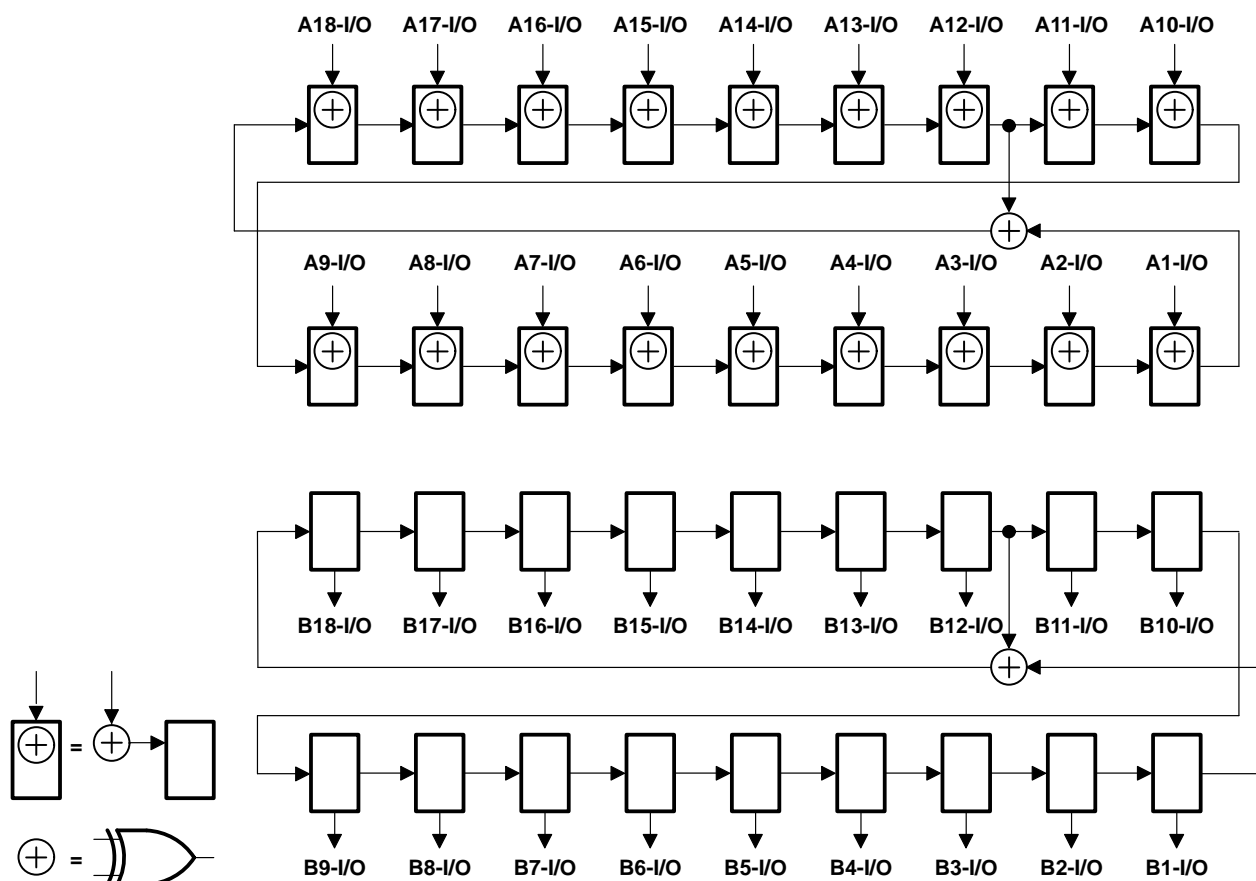 A18-I/O A17-I/O A16-I/O A15-I/O A14-I/O A13-I/O A12-I/O A11-I/O A10-I/O
A9-I/O A8-I/O A7-I/O A6-I/O A5-I/O A4-I/O A3-I/O A2-I/O A1-I/O
B18-I/O B17-I/O B16-I/O B15-I/O B14-I/O B13-I/O B12-I/O B11-I/O B10-I/O
=
=
B9-I/O B8-I/O B7-I/O B6-I/O B5-I/O B4-I/O B3-I/O B2-I/O B1-I/O